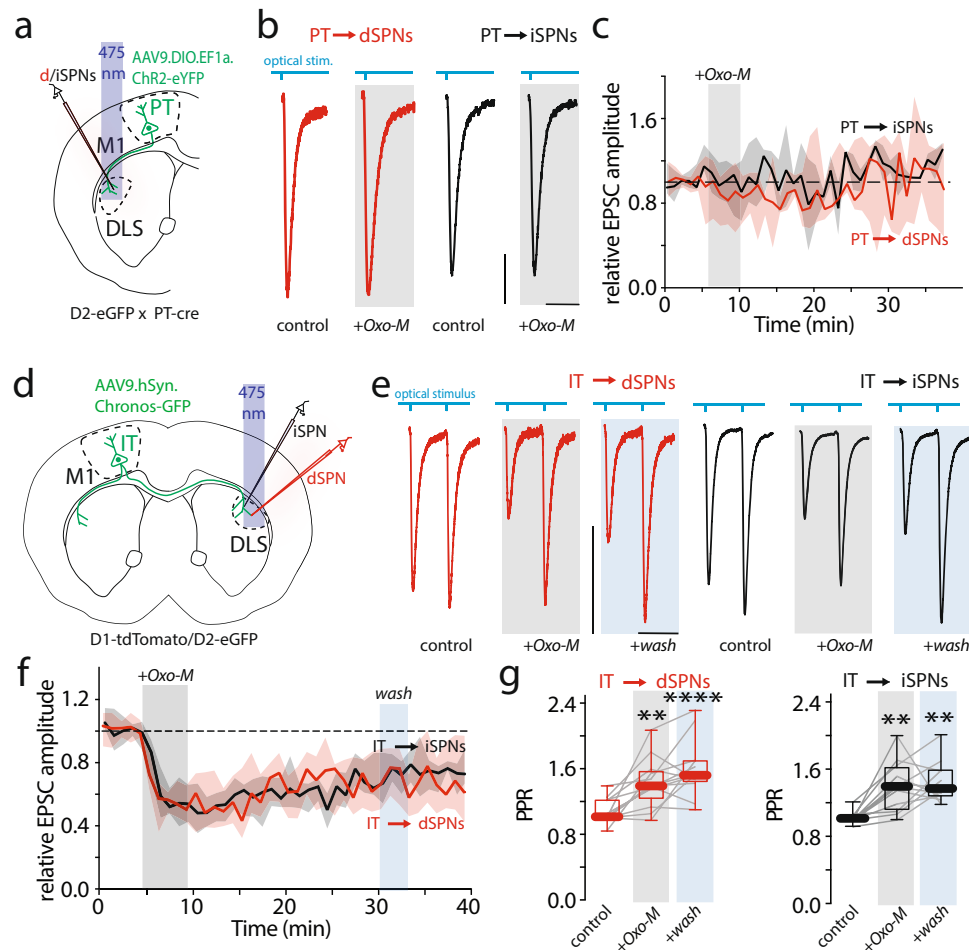 a
475
nm
AAV9.DIO.EF1a.
ChR2-eYFP
d/iSPNs
PT
M1
DLS
D2-eGFP x PT-cre
b
PT → dSPNs
PT → iSPNs
optical stim.
control
+Oxo-M
control
+Oxo-M
c
+Oxo-M
relative EPSC amplitude
1.6
0.8
0.0
PT → iSPNs
PT → dSPNs
0
10
20
30
Time (min)
d
AAV9.hSyn.
Chronos-GFP
475
nm
iSPN
dSPN
IT
M1
DLS
D1-tdTomato/D2-eGFP
e
IT → dSPNs
IT → iSPNs
optical stimulus
control
+Oxo-M
+wash
control
+Oxo-M
+wash
f
+Oxo-M
wash
relative EPSC amplitude
1.2
0.8
0.4
0.0
IT → iSPNs
IT → dSPNs
0
10
20
30
40
Time (min)
g
IT → dSPNs
PPR
2.4
1.8
1.2
0.6
0.0
**
****
control
+Oxo-M
+wash
IT → iSPNs
PPR
2.4
1.8
1.2
0.6
0.0
**
**
control
+Oxo-M
+wash